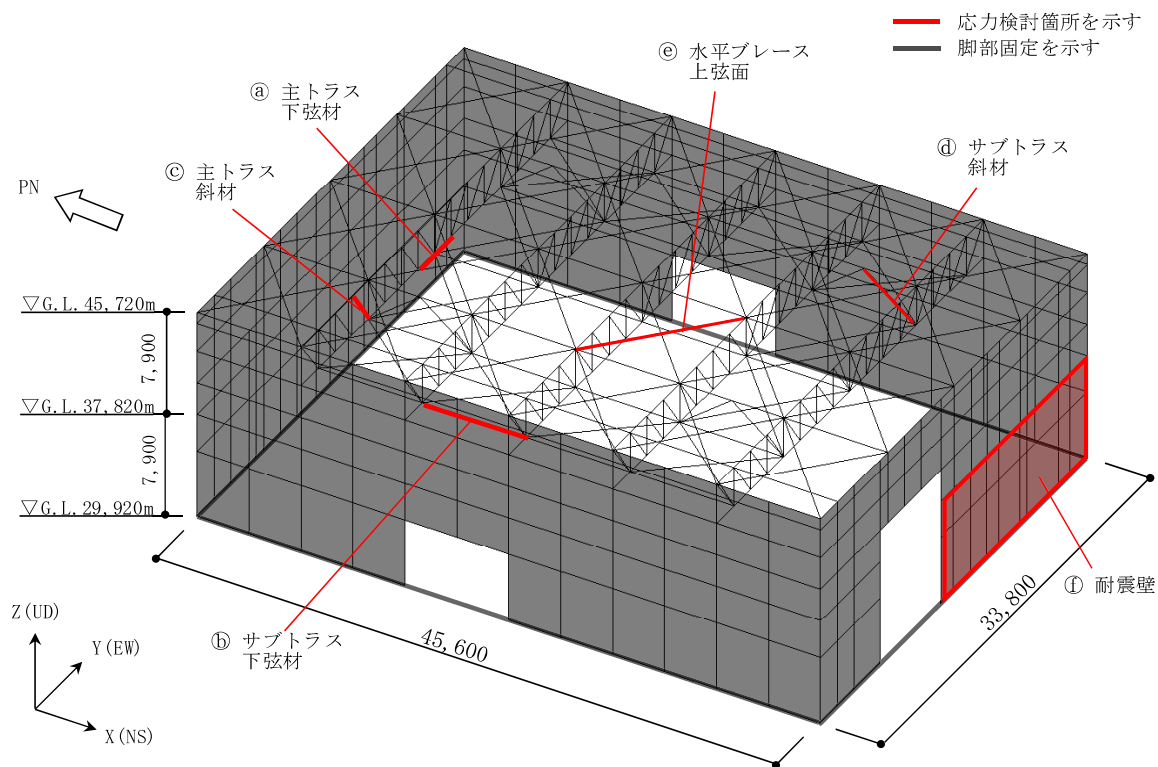 応力検討箇所を示す
脚部固定を示す
ⓔ 水平ブレース
上弦面
ⓐ 主トラス
下弦材
ⓓ サブトラス
斜材
ⓒ 主トラス
斜材
PN
▽G.L.45,720m
7,900
▽G.L.37,820m
7,900
▽G.L.29,920m
ⓕ 耐震壁
33,800
45,600
ⓑ サブトラス
下弦材
Z(UD)
Y(EW)
X(NS)